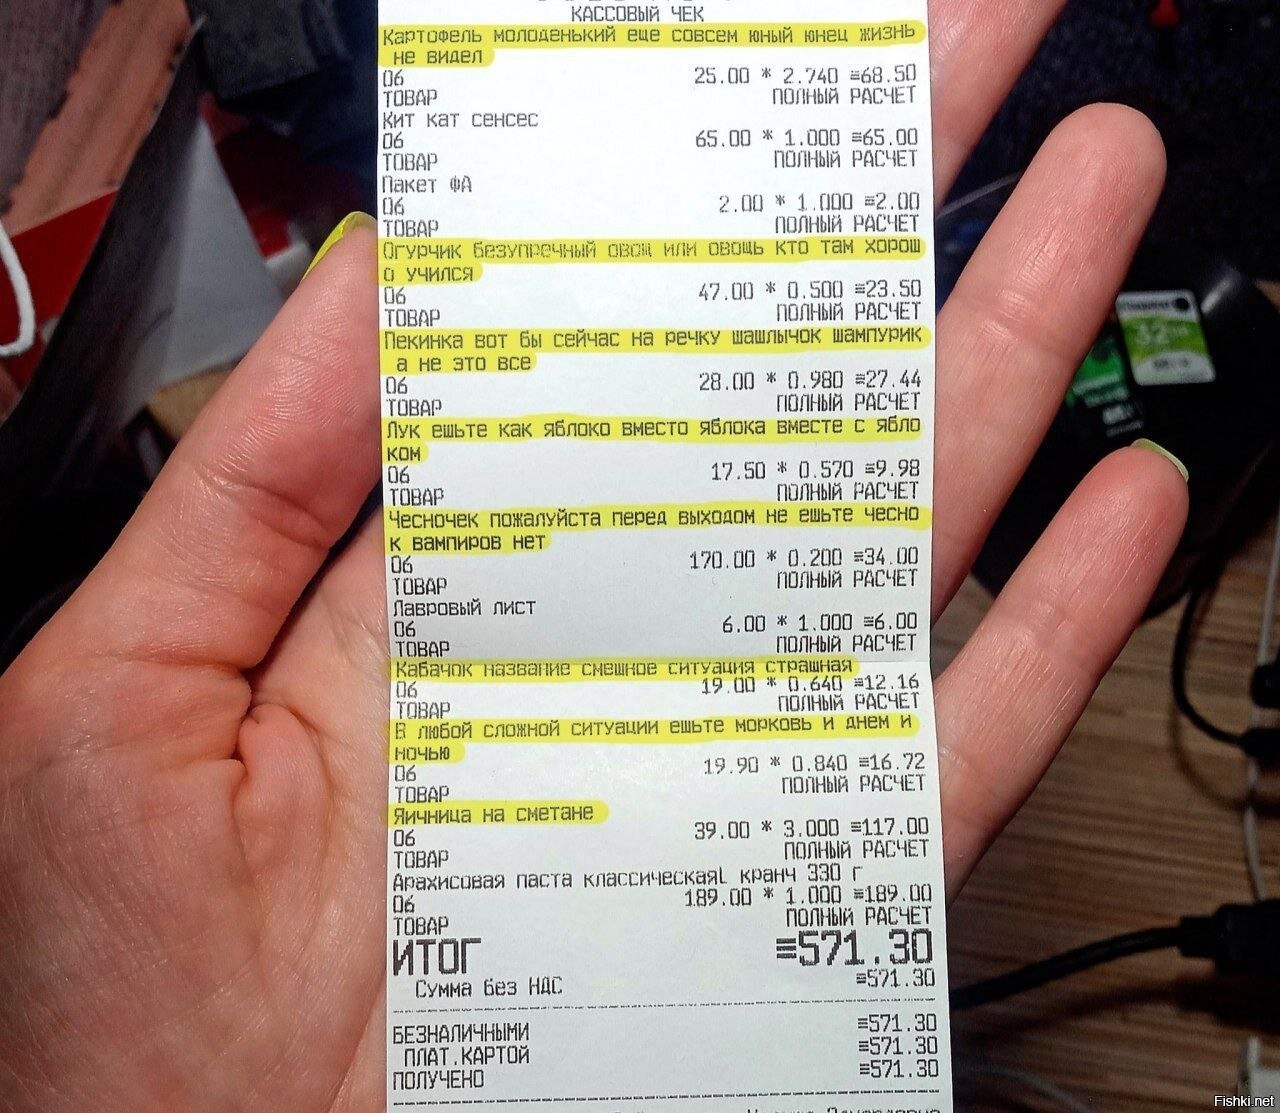 КАССОВЫЙ ЧЕК
Картофель молоденький еще совсем юный юнец жизнь
не видел
06 25.00 * 2.740 ≡68.50
ТОВАР ПОЛНЫЙ РАСЧЕТ
Кит кат сенсес
06 65.00 * 1.000 ≡65.00
ТОВАР ПОЛНЫЙ РАСЧЕТ
Пакет ФА
06 2.00 * 1.000 ≡2.00
ТОВАР ПОЛНЫЙ РАСЧЕТ
Огурчик безупречный овощ или овощь кто там хорош
о учился
06 47.00 * 0.500 ≡23.50
ТОВАР ПОЛНЫЙ РАСЧЕТ
Пекинка вот бы сейчас на речку шашлычок шампурик
а не это все
06 28.00 * 0.980 ≡27.44
ТОВАР ПОЛНЫЙ РАСЧЕТ
Лук ешьте как яблоко вместо яблока вместе с ябло
ком
06 17.50 * 0.570 ≡9.98
ТОВАР ПОЛНЫЙ РАСЧЕТ
Чесночек пожалуйста перед выходом не ешьте чесно
к вампиров нет
06 170.00 * 0.200 ≡34.00
ТОВАР ПОЛНЫЙ РАСЧЕТ
Лавровый лист
06 6.00 * 1.000 ≡6.00
ТОВАР ПОЛНЫЙ РАСЧЕТ
Кабачок название смешное ситуация страшная
06 19.00 * 0.640 ≡12.16
ТОВАР ПОЛНЫЙ РАСЧЕТ
В любой сложной ситуации ешьте морковь и днем и
ночью
06 19.90 * 0.840 ≡16.72
ТОВАР ПОЛНЫЙ РАСЧЕТ
Яичница на сметане
06 39.00 * 3.000 ≡117.00
ТОВАР ПОЛНЫЙ РАСЧЕТ
Арахисовая паста классическаяL кранч 330 г
06 189.00 * 1.000 ≡189.00
ТОВАР ПОЛНЫЙ РАСЧЕТ
ИТОГ ≡571.30
Сумма без НДС ≡571.30
БЕЗНАЛИЧНЫМИ ≡571.30
ПЛАТ.КАРТОЙ ≡571.30
ПОЛУЧЕНО ≡571.30
32
Fishki.net